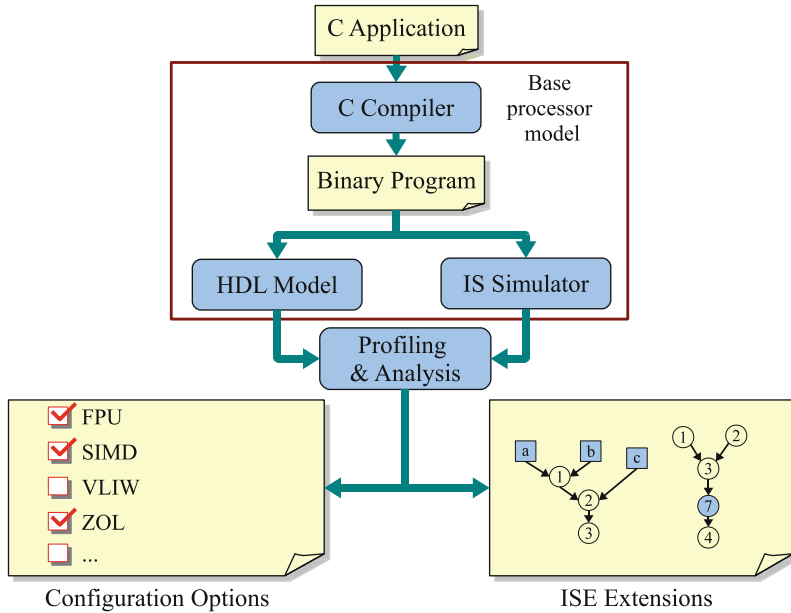 C Application
C Compiler
Base
processor
model
Binary Program
HDL Model
IS Simulator
Profiling
& Analysis
FPU
SIMD
VLIW
ZOL
...
a
b
c
1
2
3
1
2
3
7
4
Configuration Options
ISE Extensions